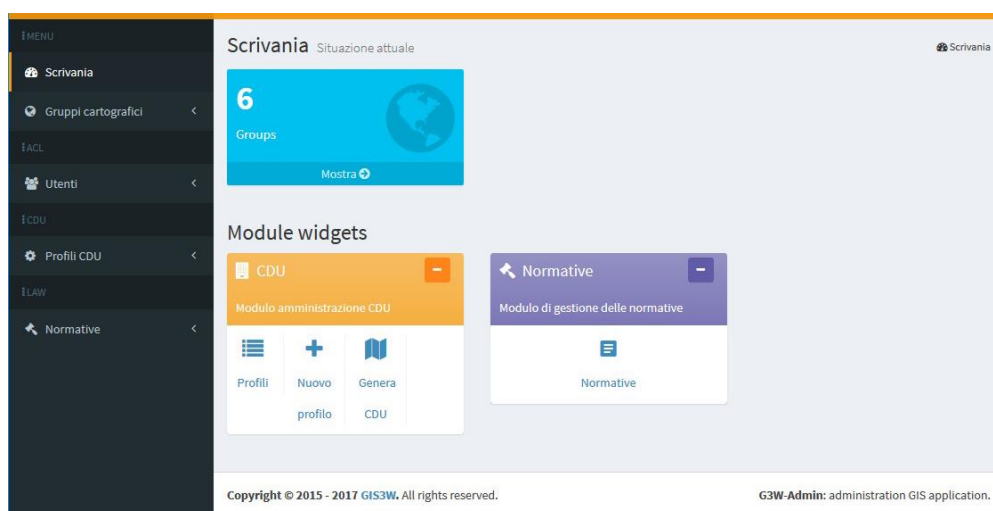 MENU
Scrivania
Gruppi cartografici
ACL
Utenti
CDU
Profili CDU
LAW
Normative
Scrivania Situazione attuale
Scrivania
6
Groups
Mostra
Module widgets
CDU
Modulo amministrazione CDU
Profili
Nuovo
profilo
Genera
CDU
Normative
Modulo di gestione delle normative
Normative
Copyright © 2015 - 2017 GIS3W. All rights reserved.
G3W-Admin: administration GIS application.